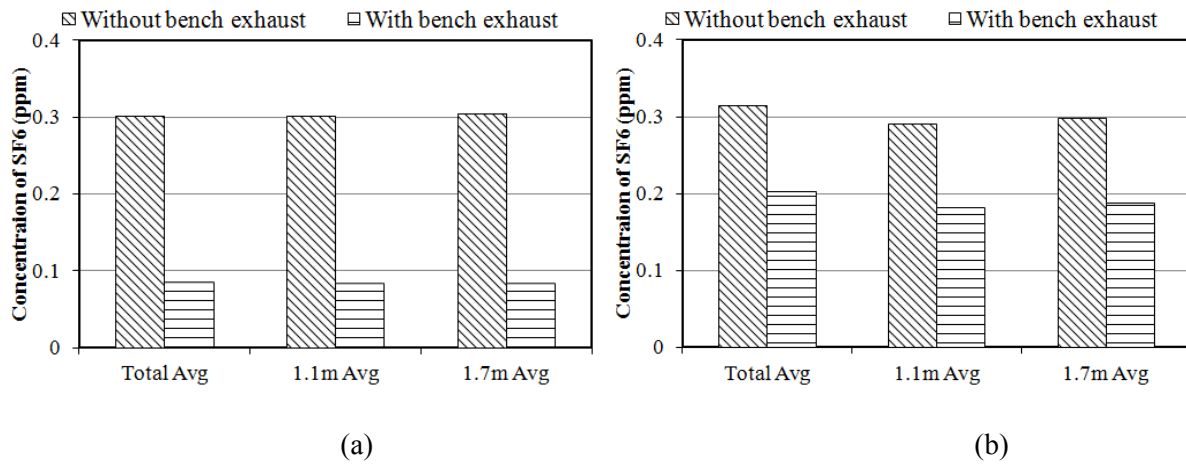 Without bench exhaust With bench exhaust
Concentraion of SF6 (ppm)
0.4
0.3
0.2
0.1
0
Total Avg 1.1m Avg 1.7m Avg
(a)
Without bench exhaust With bench exhaust
Concentraion of SF6 (ppm)
0.4
0.3
0.2
0.1
0
Total Avg 1.1m Avg 1.7m Avg
(b)